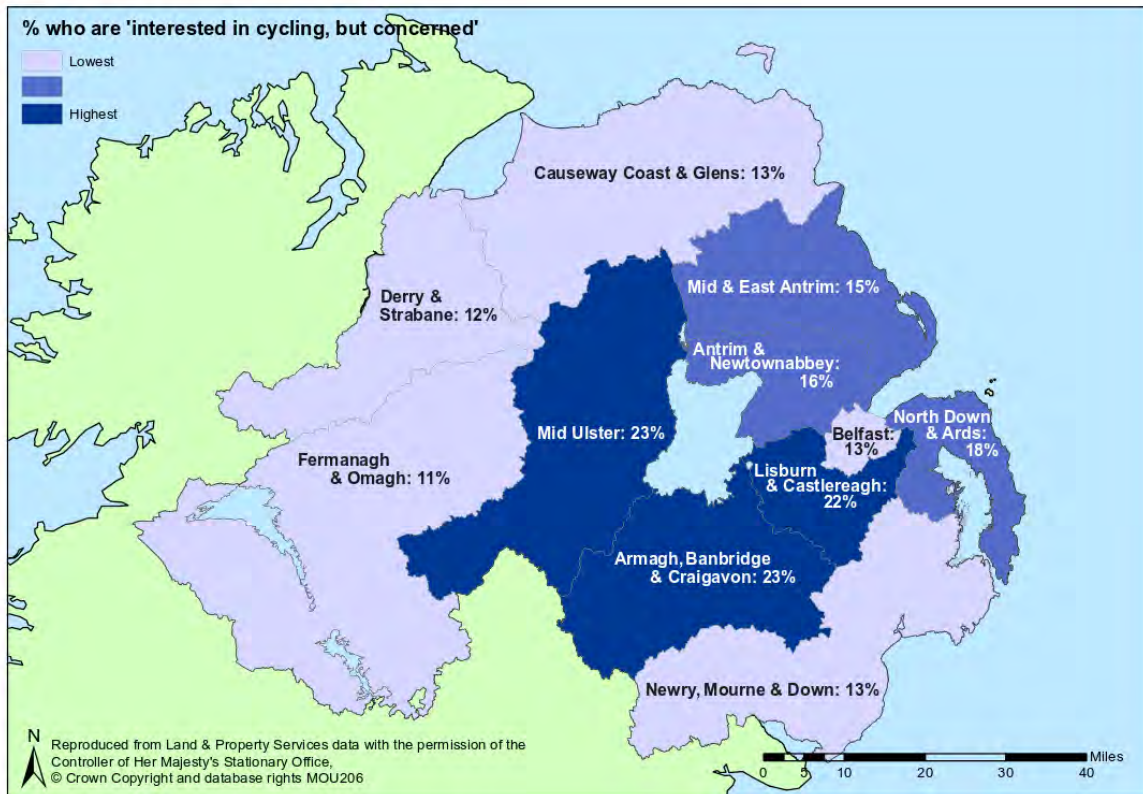 % who are 'interested in cycling, but concerned'
Lowest
Highest
Causeway Coast & Glens: 13%
Derry &
Strabane: 12%
Mid & East Antrim: 15%
Antrim &
Newtownabbey:
16%
Mid Ulster: 23%
Belfast:
13%
North Down
& Ards:
18%
Fermanagh
& Omagh: 11%
Lisburn
& Castlereagh:
22%
Armagh, Banbridge
& Craigavon: 23%
Newry, Mourne & Down: 13%
N
Reproduced from Land & Property Services data with the permission of the
Controller of Her Majesty's Stationary Office,
© Crown Copyright and database rights MOU206
Miles
0 5 10 20 30 40